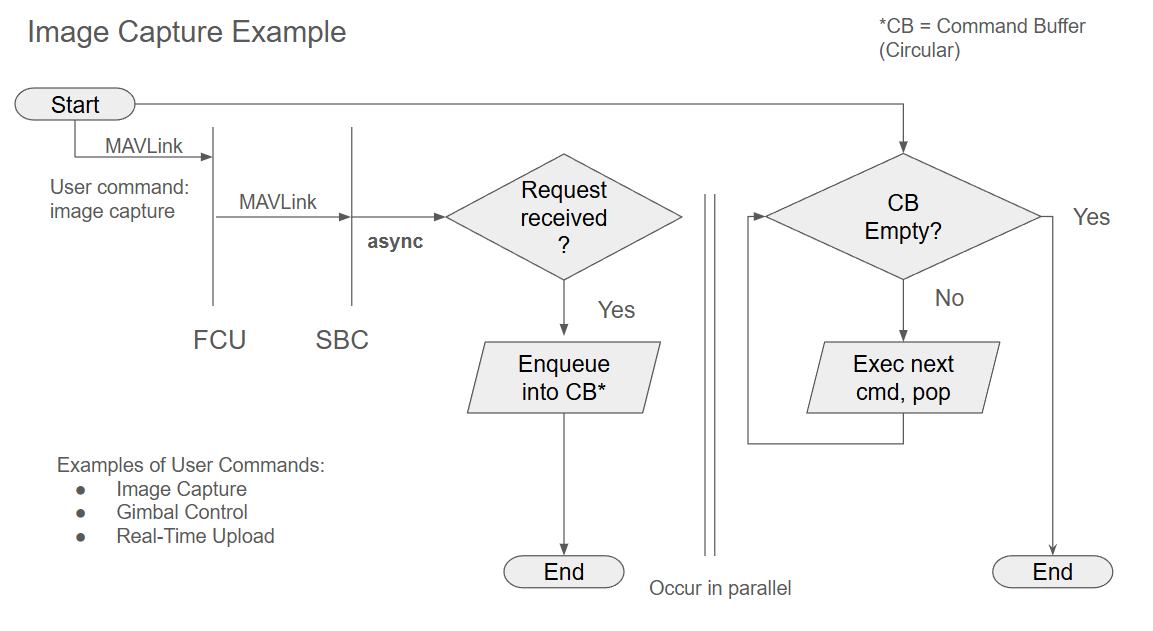 Image Capture Example
*CB = Command Buffer
(Circular)
Start
MAVLink
User command:
image capture
MAVLink
async
FCU
SBC
Request
received
?
Yes
Enqueue
into CB*
End
CB
Empty?
Yes
No
Exec next
cmd, pop
End
Occur in parallel
Examples of User Commands:
● Image Capture
● Gimbal Control
● Real-Time Upload